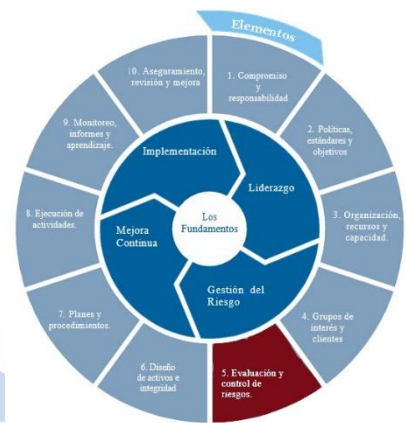 Elementos
1. Compromiso
y
responsabilidad
2. Políticas,
estándares y
objetivos
3. Organización,
recursos y
capacidad.
4. Grupos de
interés y
clientes
5. Evaluación y
control de
riesgos.
6. Diseño
de activos e
integridad
7. Planes y
procedimientos.
8. Ejecución de
actividades.
9. Monitoreo,
informes y
aprendizaje.
10. Aseguramiento,
revisión y mejora
Implementación
Liderazgo
Los
Fundamentos
Mejora
Continua
Gestión del
Riesgo